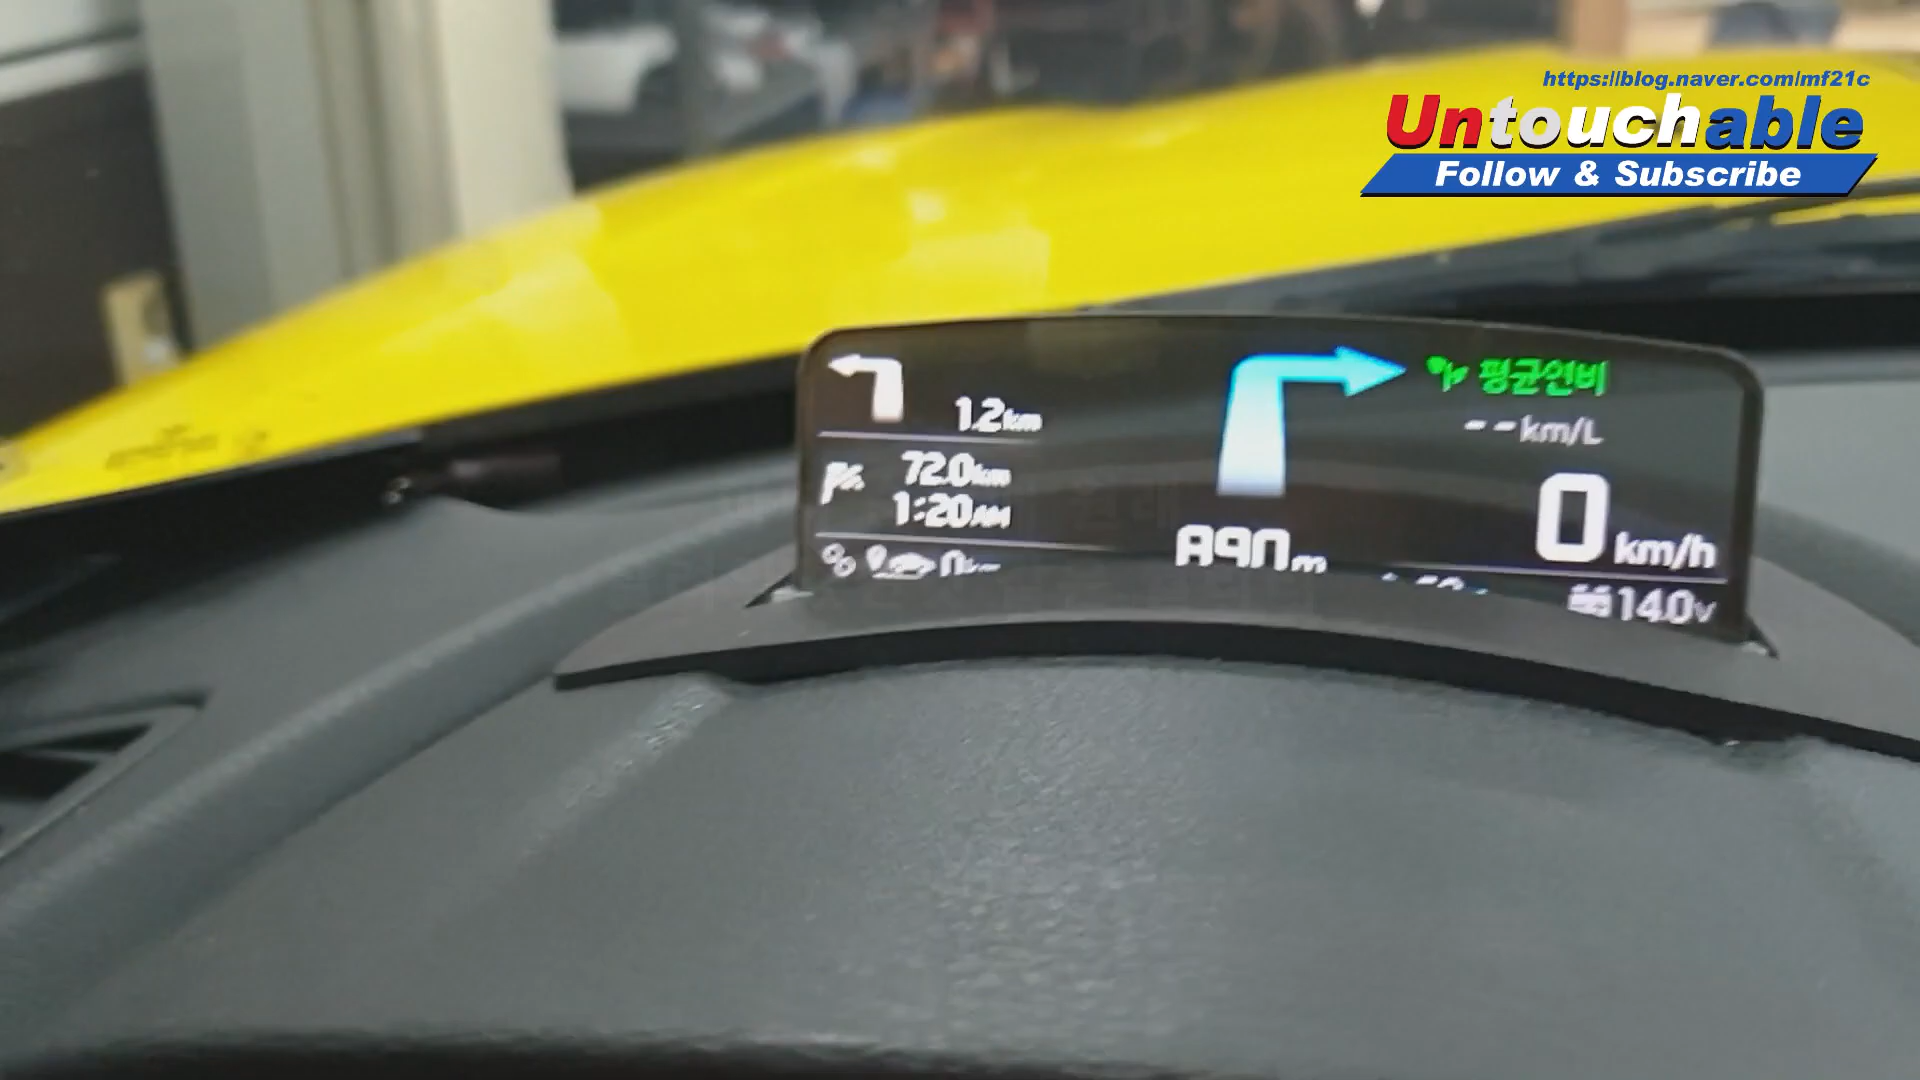 https://blog.naver.com/mf21c
Untouchable
Follow & Subscribe
1.2km
72.0km
1:20AM
평균연비
--km/L
0 km/h
14.0v